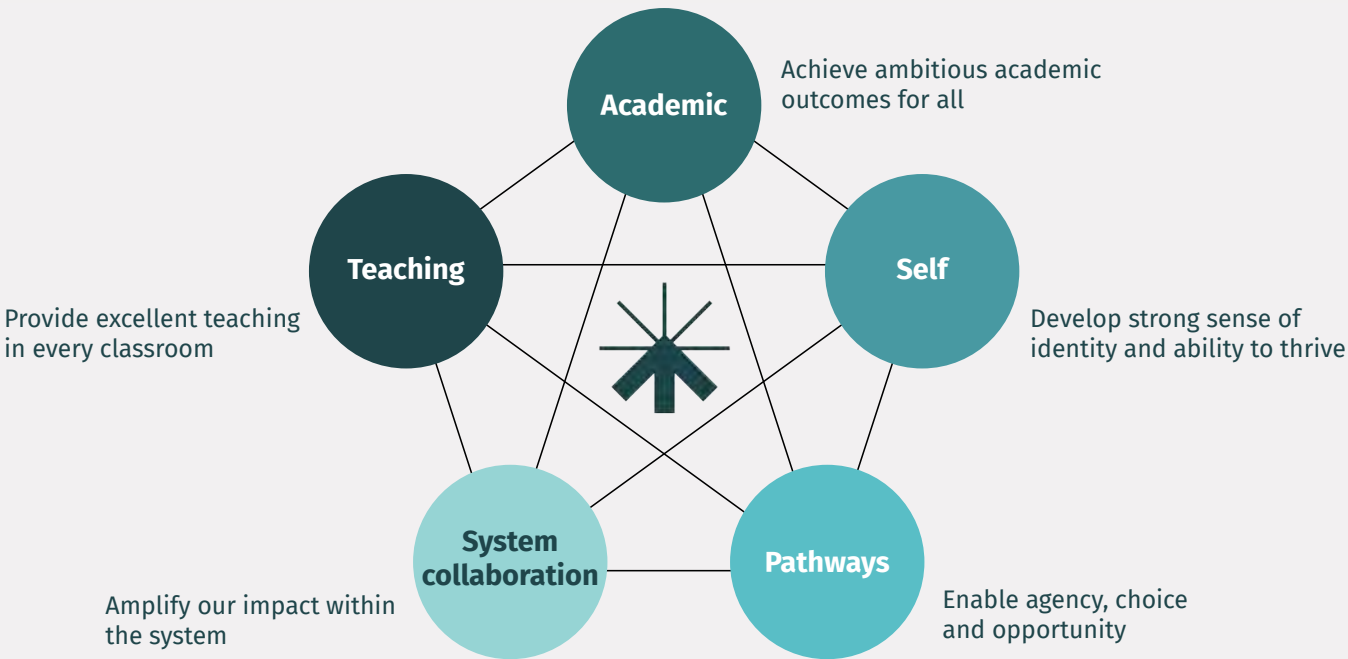 Academic
Achieve ambitious academic
outcomes for all
Teaching
Provide excellent teaching
in every classroom
Self
Develop strong sense of
identity and ability to thrive
System
collaboration
Amplify our impact within
the system
Pathways
Enable agency, choice
and opportunity